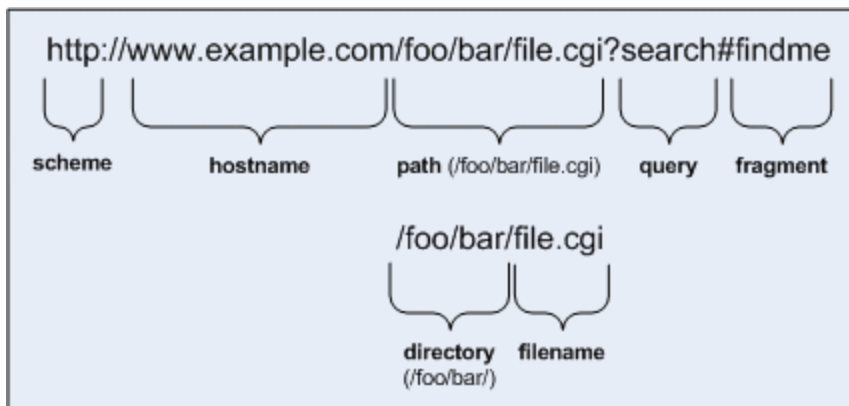 http://www.example.com/foo/bar/file.cgi?search#findme
scheme hostname path (/foo/bar/file.cgi) query fragment
/foo/bar/file.cgi
directory filename
(/foo/bar/)